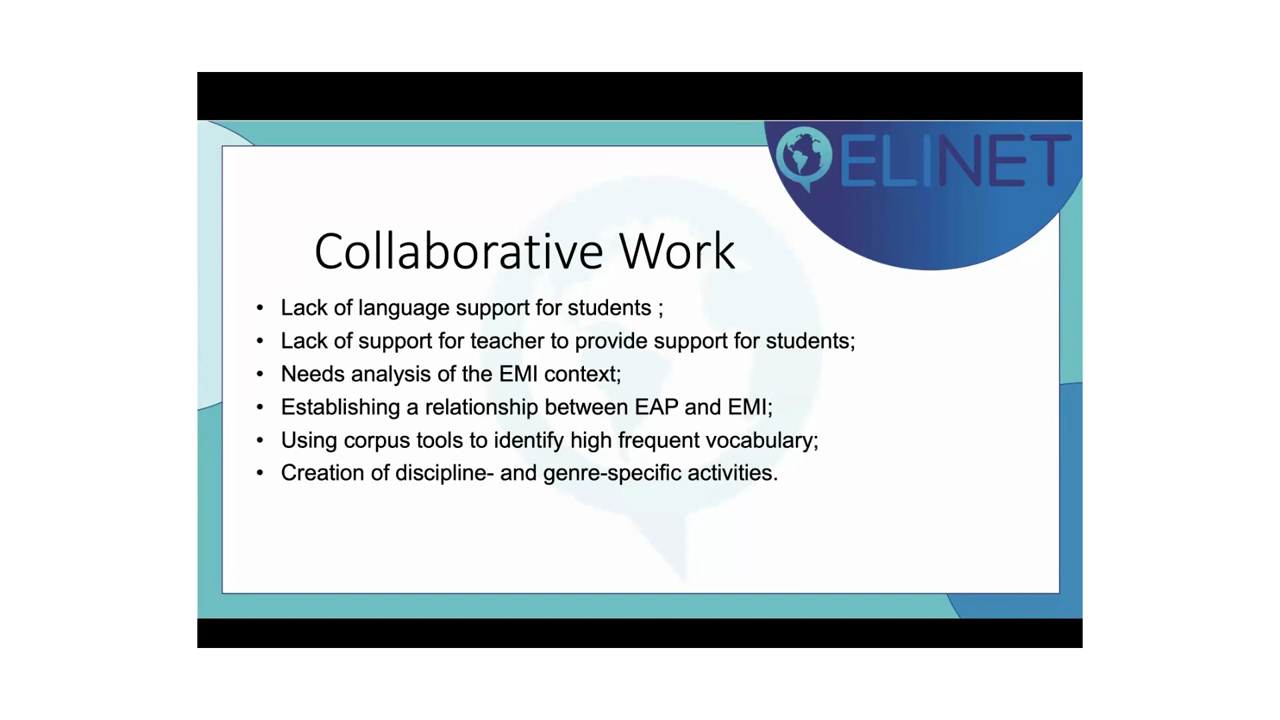 ELINET
Collaborative Work
• Lack of language support for students ;
• Lack of support for teacher to provide support for students;
• Needs analysis of the EMI context;
• Establishing a relationship between EAP and EMI;
• Using corpus tools to identify high frequent vocabulary;
• Creation of discipline- and genre-specific activities.